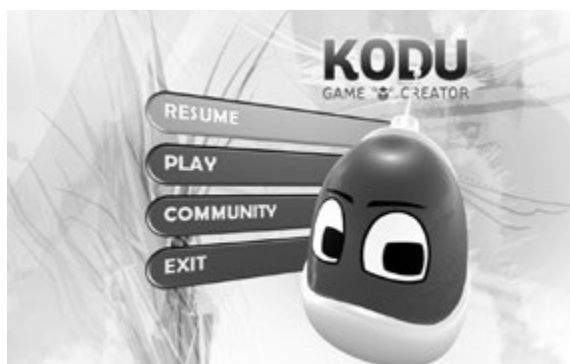 KODU
GAME CREATOR
RESUME
PLAY
COMMUNITY
EXIT